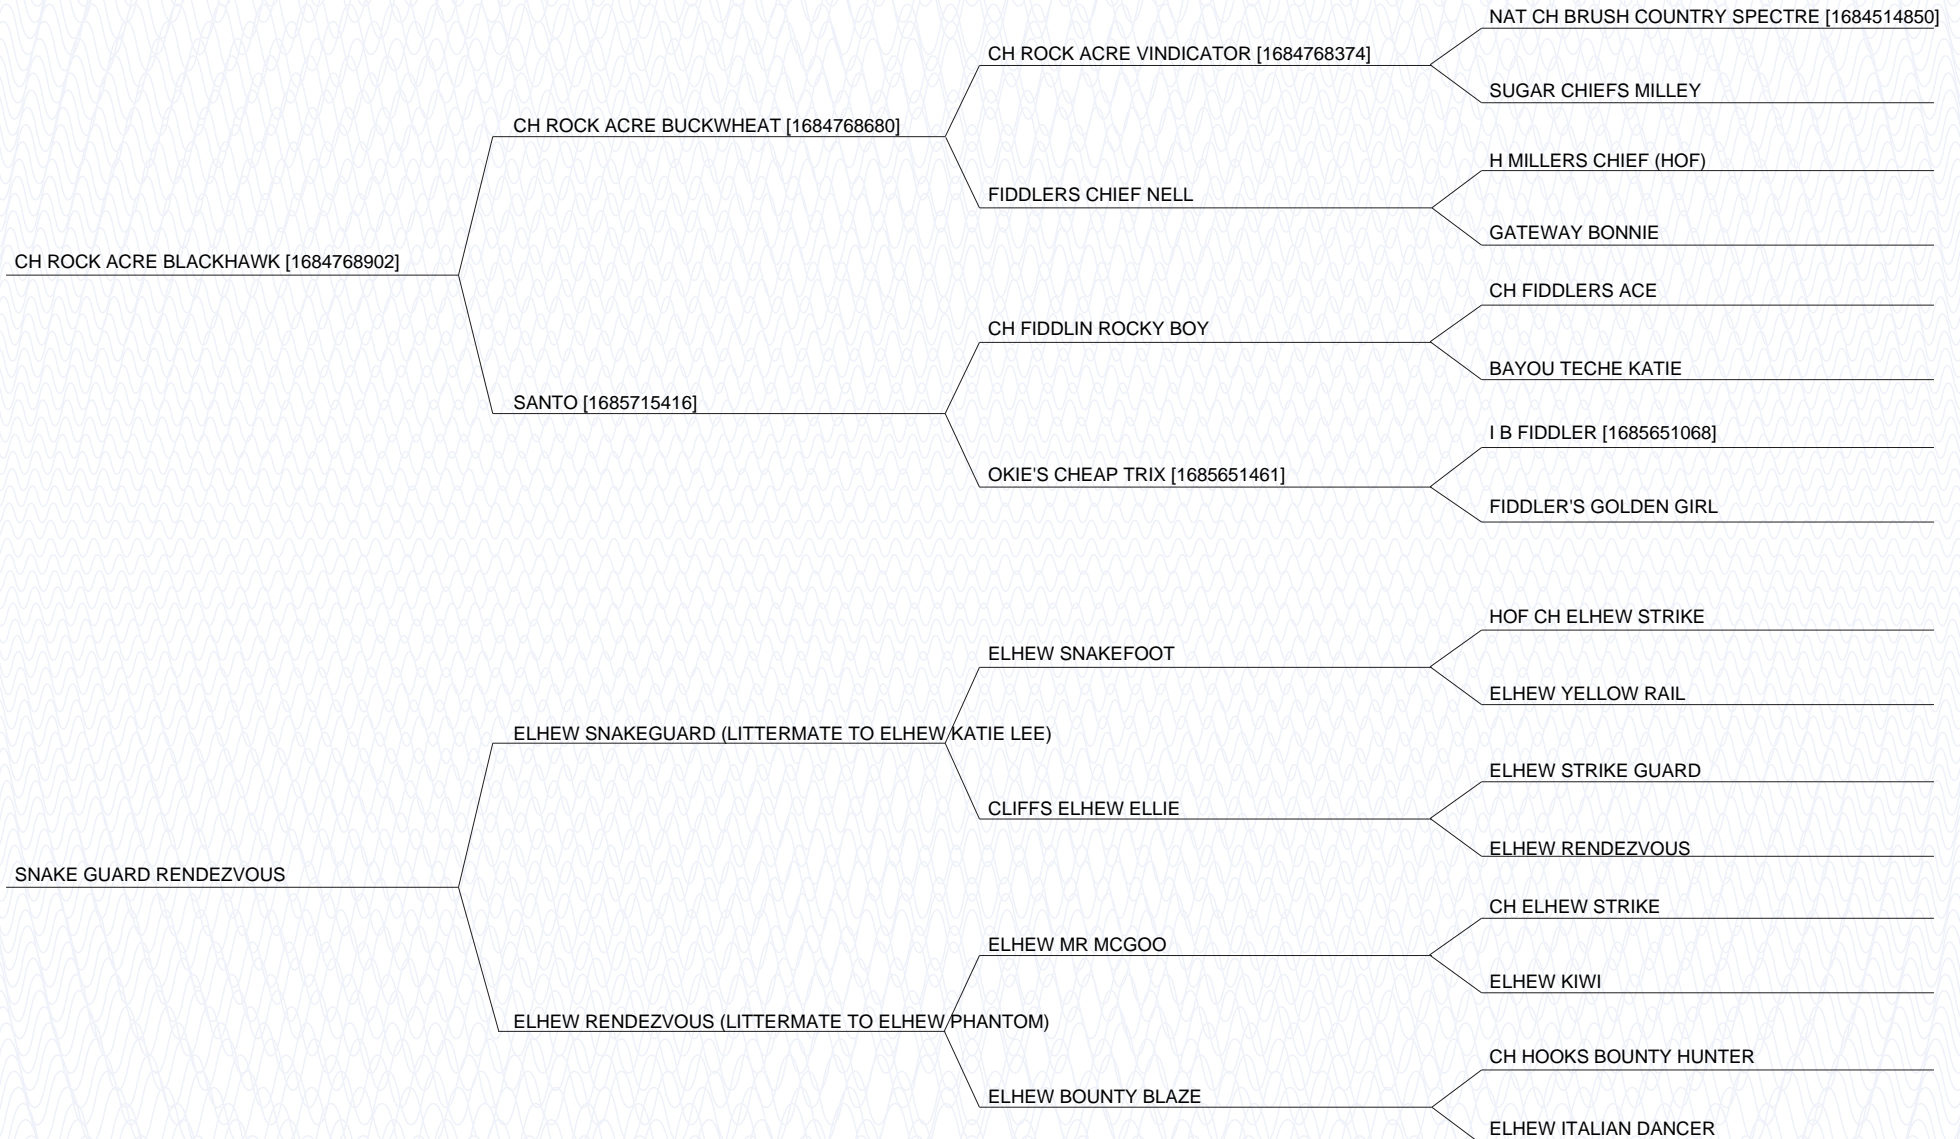 NAT CH BRUSH COUNTRY SPECTRE [1684514850]
CH ROCK ACRE VINDICATOR [1684768374]
SUGAR CHIEFS MILLEY
CH ROCK ACRE BUCKWHEAT [1684768680]
H MILLERS CHIEF (HOF)
FIDDLERS CHIEF NELL
GATEWAY BONNIE
CH ROCK ACRE BLACKHAWK [1684768902]
CH FIDDLERS ACE
CH FIDDLIN ROCKY BOY
BAYOU TECHE KATIE
SANTO [1685715416]
I B FIDDLER [1685651068]
OKIE'S CHEAP TRIX [1685651461]
FIDDLER'S GOLDEN GIRL
HOF CH ELHEW STRIKE
ELHEW SNAKEFOOT
ELHEW YELLOW RAIL
ELHEW SNAKEGUARD (LITTERMATE TO ELHEW KATIE LEE)
ELHEW STRIKE GUARD
CLIFFS ELHEW ELLIE
ELHEW RENDEZVOUS
SNAKE GUARD RENDEZVOUS
CH ELHEW STRIKE
ELHEW MR MCGOO
ELHEW KIWI
ELHEW RENDEZVOUS (LITTERMATE TO ELHEW PHANTOM)
CH HOOKS BOUNTY HUNTER
ELHEW BOUNTY BLAZE
ELHEW ITALIAN DANCER